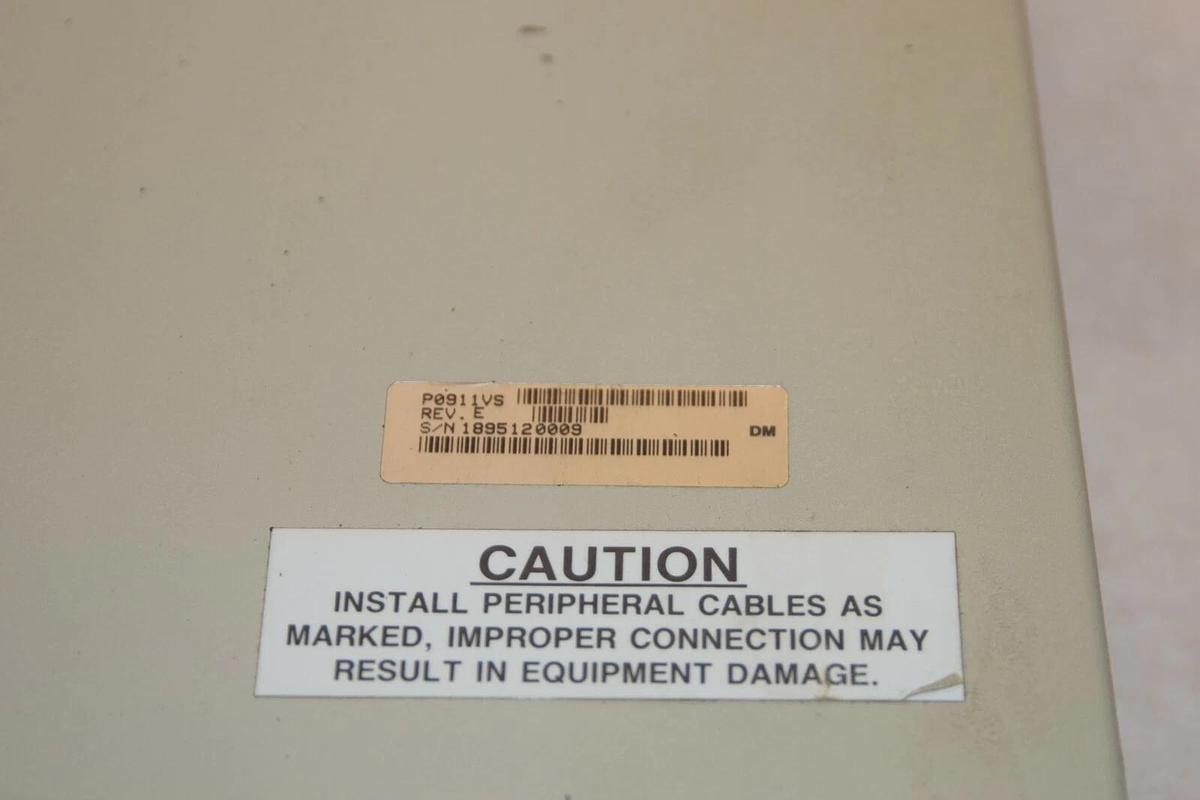 P0911VS
REV. E
S/N 1895120009
DM
CAUTION
INSTALL PERIPHERAL CABLES AS
MARKED, IMPROPER CONNECTION MAY
RESULT IN EQUIPMENT DAMAGE.